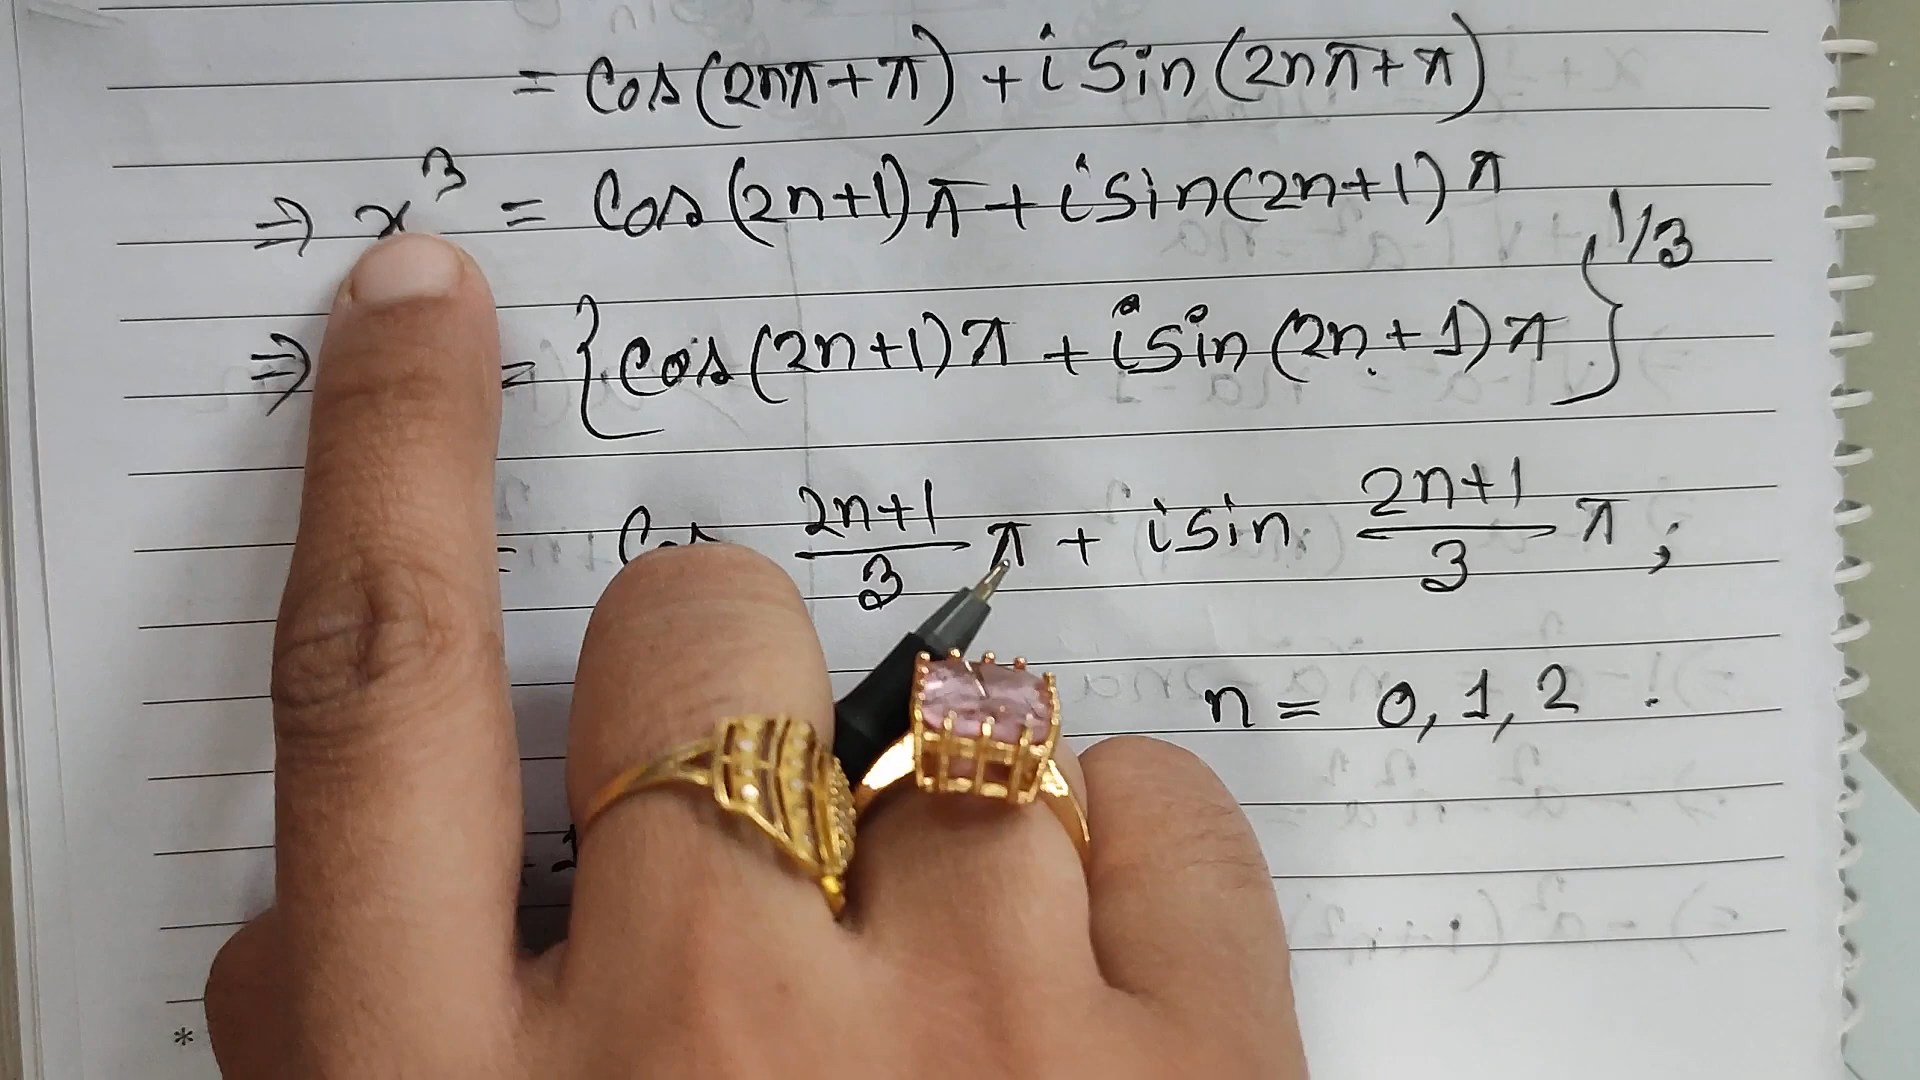 = Cos(2nπ+π) + i Sin(2nπ+π)
⇒ x³ = Cos(2n+1)π + i Sin(2n+1)π
⇒ = {Cos(2n+1)π + i Sin(2n+1)π}^1/3
= Cos 2n+1/3 π + i Sin 2n+1/3 π ;
n = 0, 1, 2 .
*